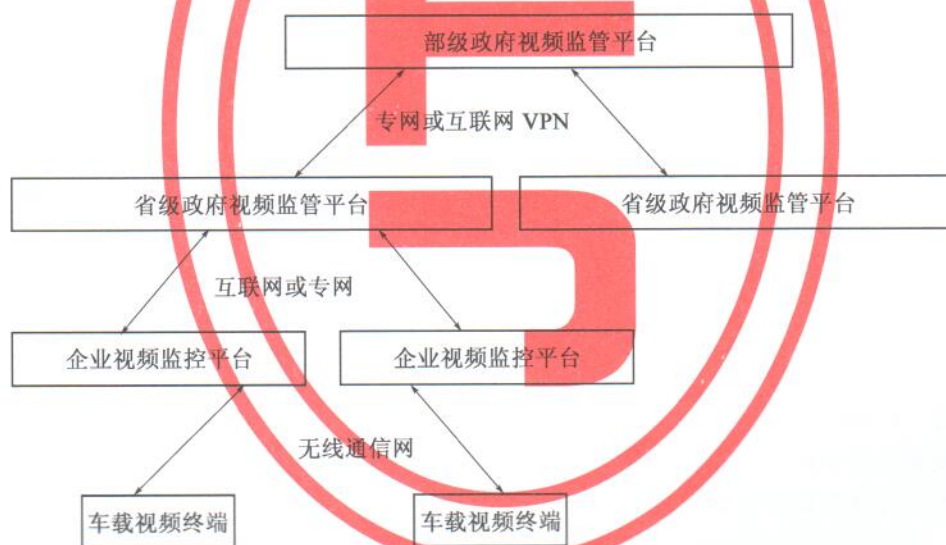 部级政府视频监管平台
专网或互联网 VPN
省级政府视频监管平台
省级政府视频监管平台
互联网或专网
企业视频监控平台
企业视频监控平台
无线通信网
车载视频终端
车载视频终端